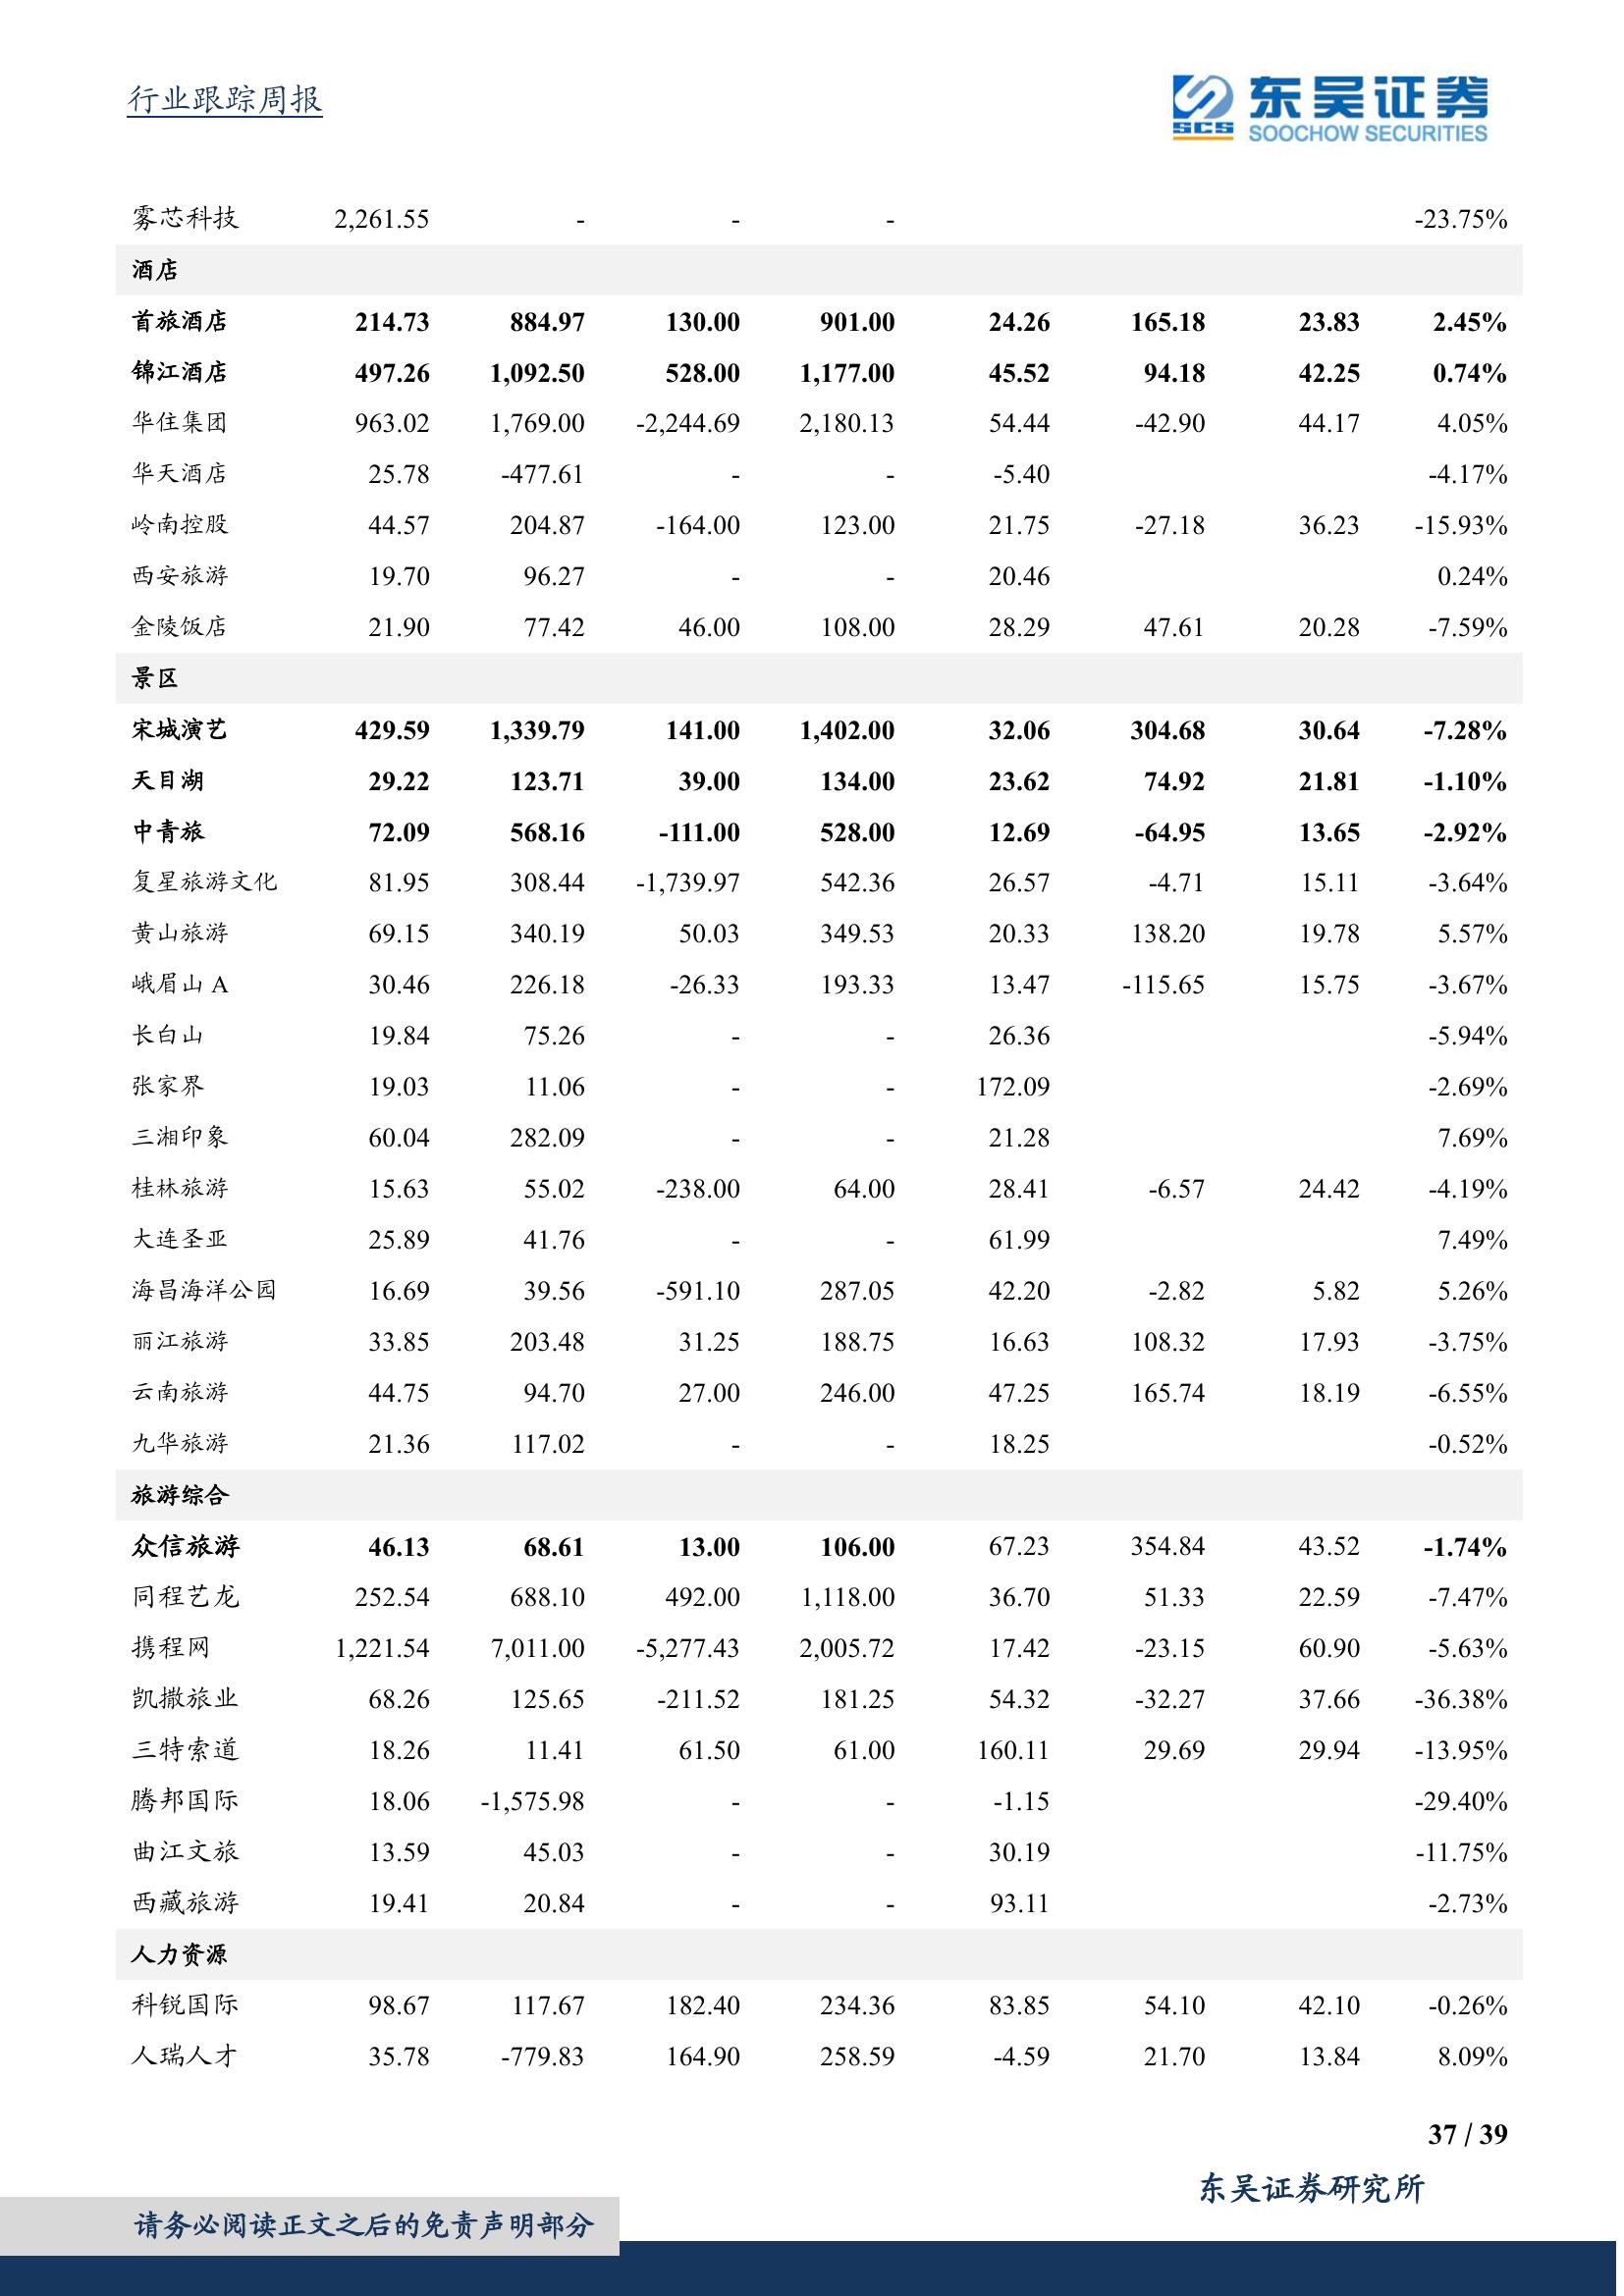 行业跟踪周报
SCS 东吴证券
SOOCHOW SECURITIES
雾芯科技 2,261.55 - - - -23.75%
酒店
首旅酒店 214.73 884.97 130.00 901.00 24.26 165.18 23.83 2.45%
锦江酒店 497.26 1,092.50 528.00 1,177.00 45.52 94.18 42.25 0.74%
华住集团 963.02 1,769.00 -2,244.69 2,180.13 54.44 -42.90 44.17 4.05%
华天酒店 25.78 -477.61 - - -5.40 -4.17%
岭南控股 44.57 204.87 -164.00 123.00 21.75 -27.18 36.23 -15.93%
西安旅游 19.70 96.27 - - 20.46 0.24%
金陵饭店 21.90 77.42 46.00 108.00 28.29 47.61 20.28 -7.59%
景区
宋城演艺 429.59 1,339.79 141.00 1,402.00 32.06 304.68 30.64 -7.28%
天目湖 29.22 123.71 39.00 134.00 23.62 74.92 21.81 -1.10%
中青旅 72.09 568.16 -111.00 528.00 12.69 -64.95 13.65 -2.92%
复星旅游文化 81.95 308.44 -1,739.97 542.36 26.57 -4.71 15.11 -3.64%
黄山旅游 69.15 340.19 50.03 349.53 20.33 138.20 19.78 5.57%
峨眉山 A 30.46 226.18 -26.33 193.33 13.47 -115.65 15.75 -3.67%
长白山 19.84 75.26 - - 26.36 -5.94%
张家界 19.03 11.06 - - 172.09 -2.69%
三湘印象 60.04 282.09 - - 21.28 7.69%
桂林旅游 15.63 55.02 -238.00 64.00 28.41 -6.57 24.42 -4.19%
大连圣亚 25.89 41.76 - - 61.99 7.49%
海昌海洋公园 16.69 39.56 -591.10 287.05 42.20 -2.82 5.82 5.26%
丽江旅游 33.85 203.48 31.25 188.75 16.63 108.32 17.93 -3.75%
云南旅游 44.75 94.70 27.00 246.00 47.25 165.74 18.19 -6.55%
九华旅游 21.36 117.02 - - 18.25 -0.52%
旅游综合
众信旅游 46.13 68.61 13.00 106.00 67.23 354.84 43.52 -1.74%
同程艺龙 252.54 688.10 492.00 1,118.00 36.70 51.33 22.59 -7.47%
携程网 1,221.54 7,011.00 -5,277.43 2,005.72 17.42 -23.15 60.90 -5.63%
凯撒旅业 68.26 125.65 -211.52 181.25 54.32 -32.27 37.66 -36.38%
三特索道 18.26 11.41 61.50 61.00 160.11 29.69 29.94 -13.95%
腾邦国际 18.06 -1,575.98 - - -1.15 -29.40%
曲江文旅 13.59 45.03 - - 30.19 -11.75%
西藏旅游 19.41 20.84 - - 93.11 -2.73%
人力资源
科锐国际 98.67 117.67 182.40 234.36 83.85 54.10 42.10 -0.26%
人瑞人才 35.78 -779.83 164.90 258.59 -4.59 21.70 13.84 8.09%
37 / 39
东吴证券研究所
请务必阅读正文之后的免责声明部分